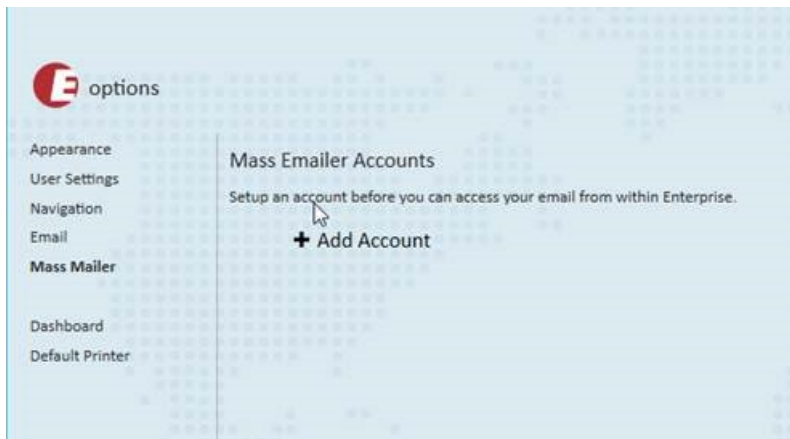 E options
Appearance
User Settings
Navigation
Email
Mass Mailer
Dashboard
Default Printer
Mass Emailer Accounts
Setup an account before you can access your email from within Enterprise.
+ Add Account